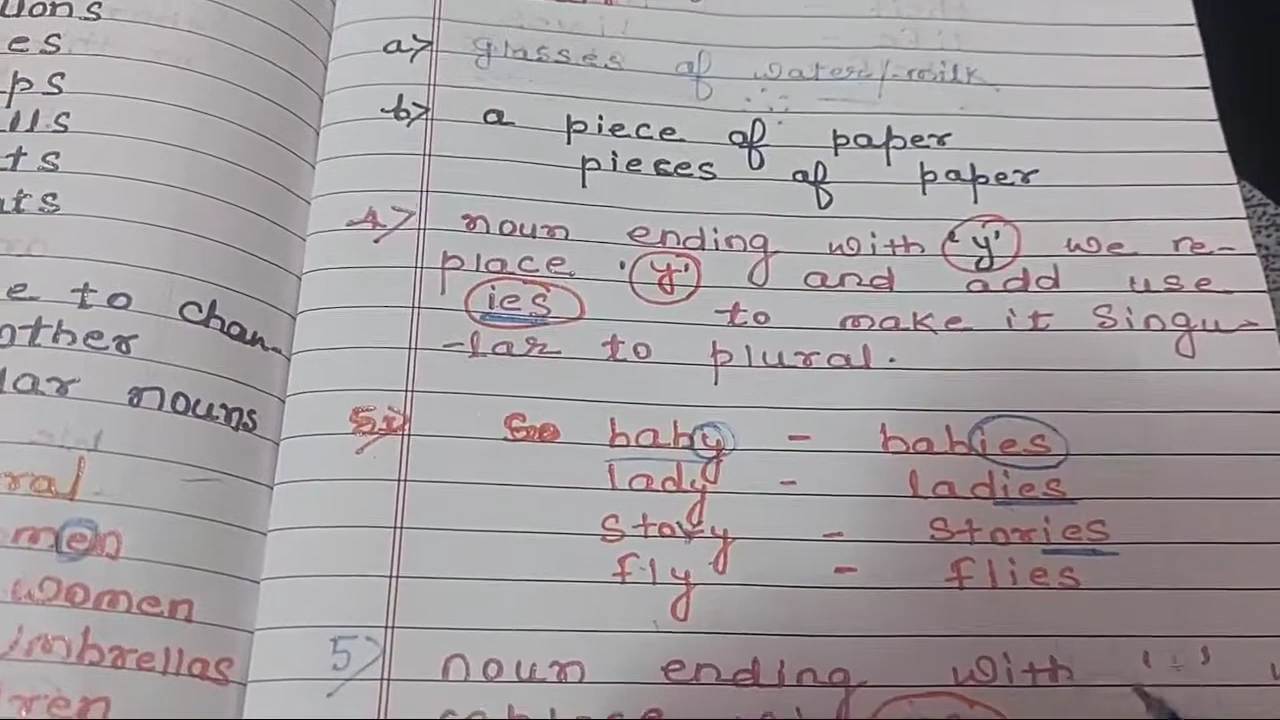 es
ps
ts
e to chan-
other
lar nouns
ral
men
women
umbrellas
ren
a> glasses of water/milk
b> a piece of paper
pieces of paper
4> noun ending with 'y' we re-
place 'y' and add use
ies to make it Singu-
-lar to plural.
baby - babies
lady - ladies
story - stories
fly - flies
5> noun ending with